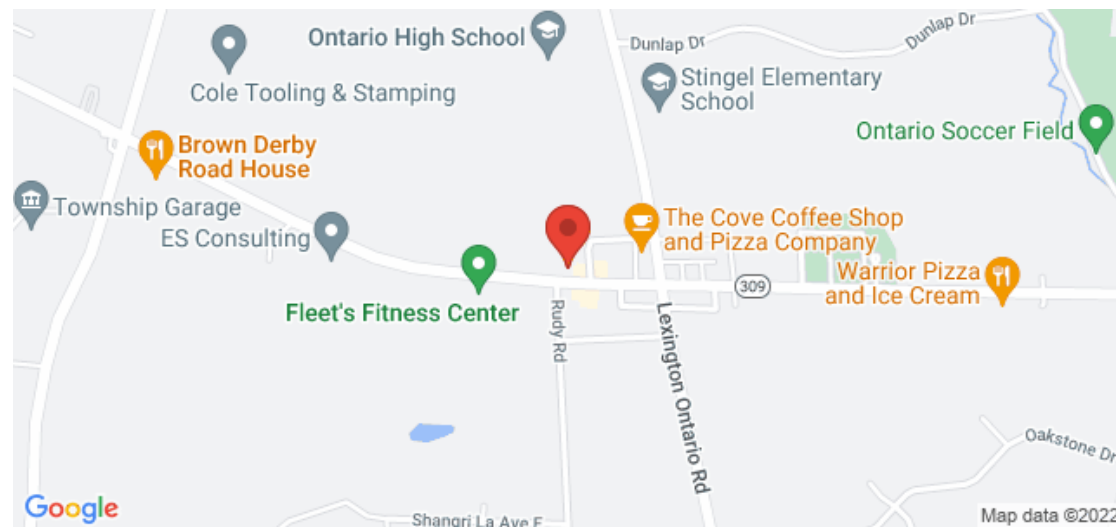 Ontario High School
Dunlap Dr
Dunlap Dr
Cole Tooling & Stamping
Stingel Elementary
School
Ontario Soccer Field
Brown Derby
Road House
Township Garage
ES Consulting
The Cove Coffee Shop
and Pizza Company
Warrior Pizza
and Ice Cream
309
Fleet's Fitness Center
Rudy Rd
Lexington Ontario Rd
Oakstone Dr
Google
Shangri La Ave E
Map data ©2022